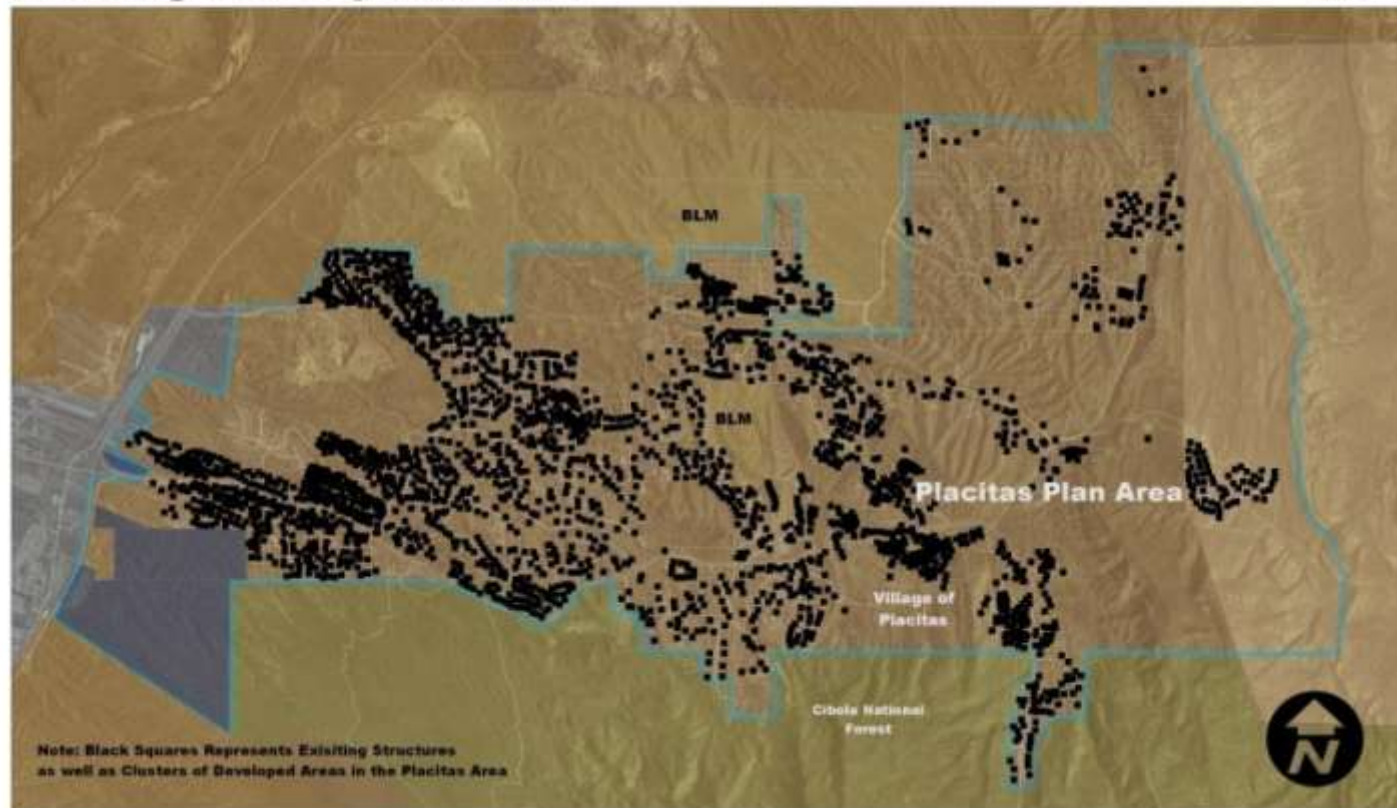 BLM
BLM
Placitas Plan Area
Village of
Placitas
Cibola National
Forest
Note: Black Squares Represents Exisiting Structures
as well as Clusters of Developed Areas in the Placitas Area
N